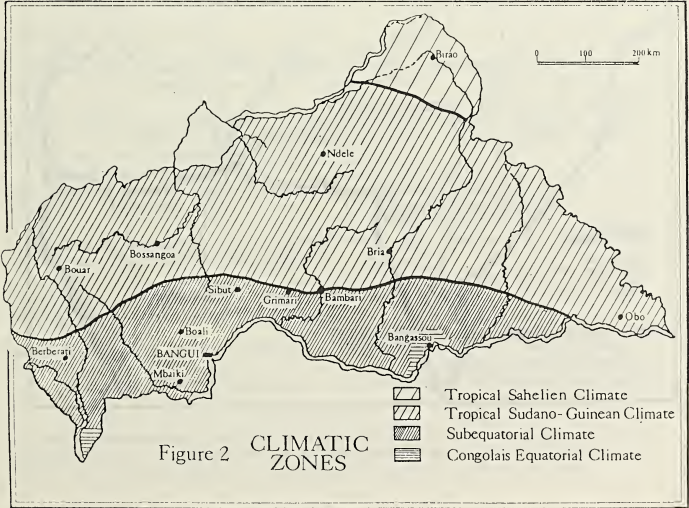 Birao
0 100 200 km
Ndele
Bossangoa
Bria
Bouar
Sibut
Grimari
Bambari
Obo
Boali
Bangassou
Berberati
BANGUI
Mbaiki
Tropical Sahelien Climate
Tropical Sudano-Guinean Climate
Subequatorial Climate
Congolais Equatorial Climate
Figure 2 CLIMATIC
ZONES